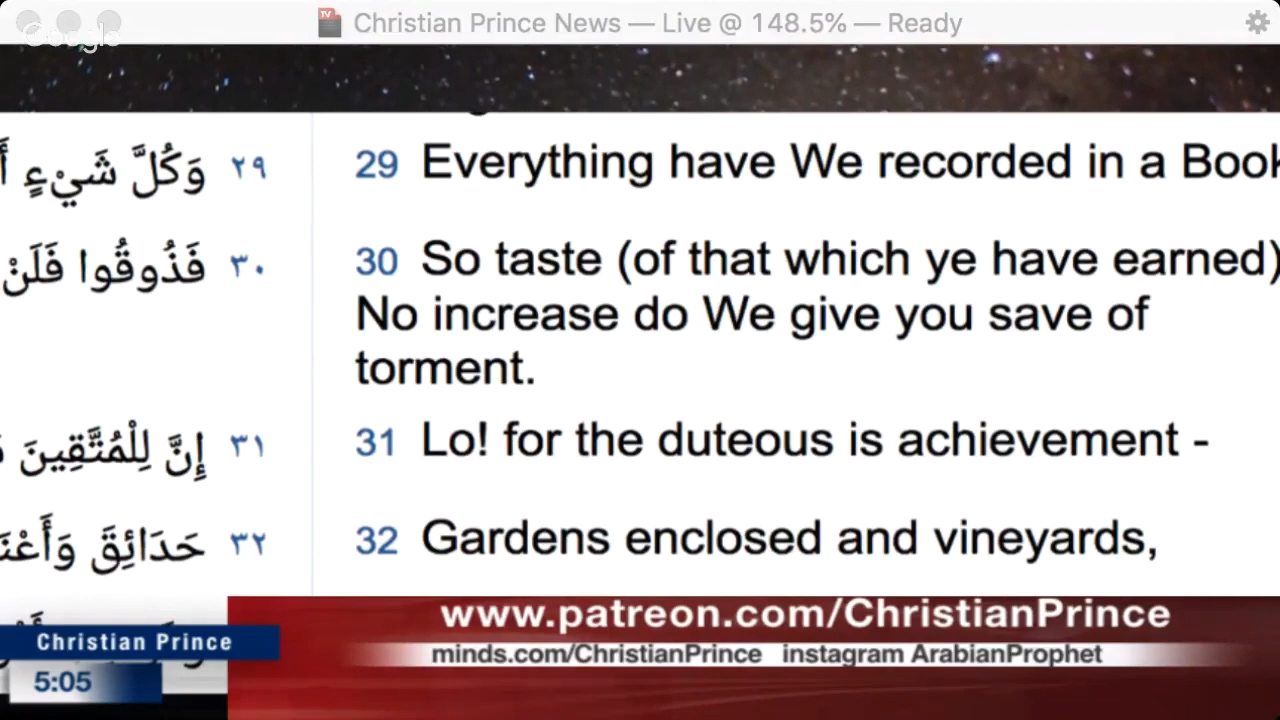 Christian Prince News — Live @ 148.5% — Ready
Google
TV
وَكُلَّ شَيْءٍ ٢٩
29 Everything have We recorded in a Book
فَذُوقُوا فَلَنْ ٣٠
30 So taste (of that which ye have earned)
No increase do We give you save of
torment.
إِنَّ لِلْمُتَّقِينَ ٣١
31 Lo! for the duteous is achievement -
حَدَائِقَ ٣٢
32 Gardens enclosed and vineyards,
www.patreon.com/ChristianPrince
Christian Prince
minds.com/ChristianPrince instagram ArabianProphet
5:05